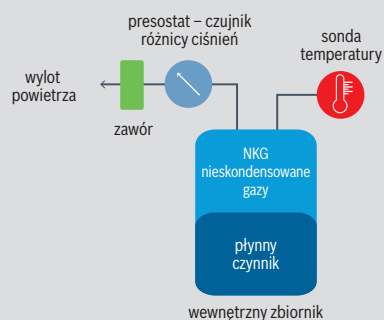 presostat – czujnik
różnicy ciśnień
sonda
temperatury
wylot
powietrza
zawór
NKG
nieskondensowane
gazy
płynny
czynnik
wewnętrzny zbiornik